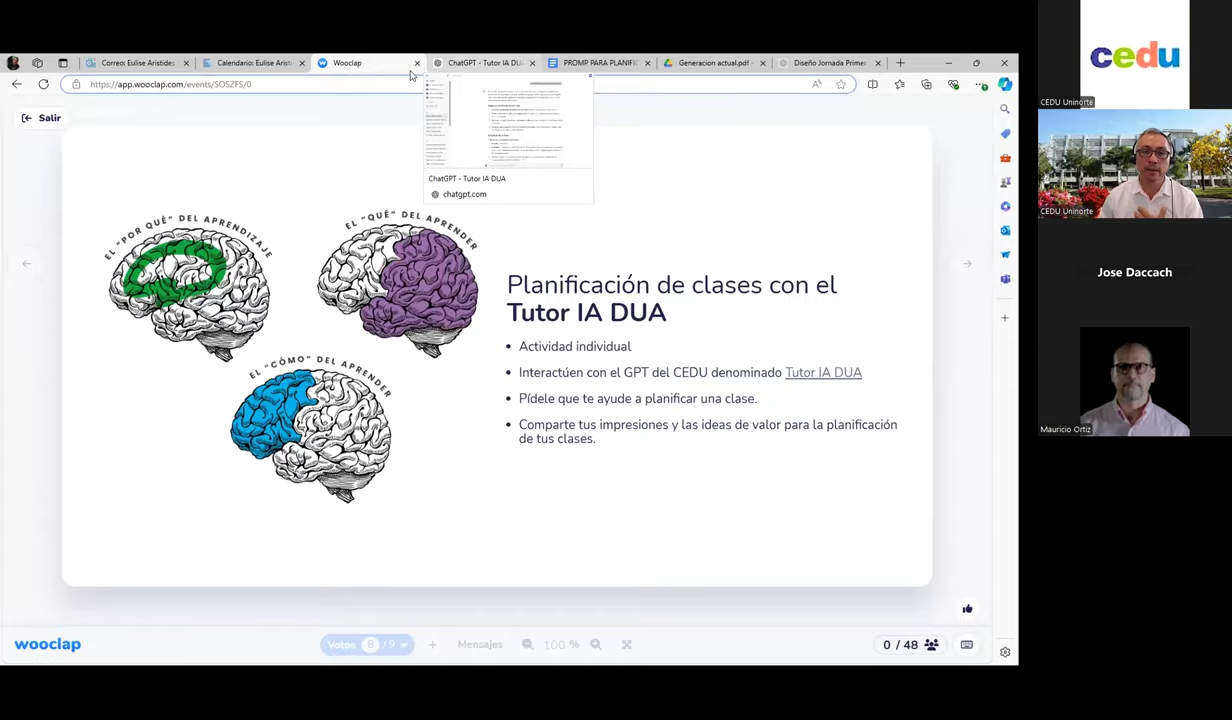 Correo: Eulise Aristides
Calendario: Eulise Arist
Wooclap
ChatGPT - Tutor IA DUA
PROMP PARA PLANIFIC
Generacion actual.pdf -
Diseño Jornada Primer
https://app.wooclap.com/events/SOSZFS/0
Salir
ChatGPT - Tutor IA DUA
chatgpt.com
EL "POR QUÉ" DEL APRENDIZAJE
EL "QUÉ" DEL APRENDER
EL "CÓMO" DEL APRENDER
Planificación de clases con el
Tutor IA DUA
• Actividad individual
• Interactúen con el GPT del CEDU denominado Tutor IA DUA
• Pídele que te ayude a planificar una clase.
• Comparte tus impresiones y las ideas de valor para la planificación
de tus clases.
wooclap
Votos 8 / 9
Mensajes
100 %
0 / 48
cedu
CEDU Uninorte
CEDU Uninorte
Jose Daccach
Mauricio Ortiz